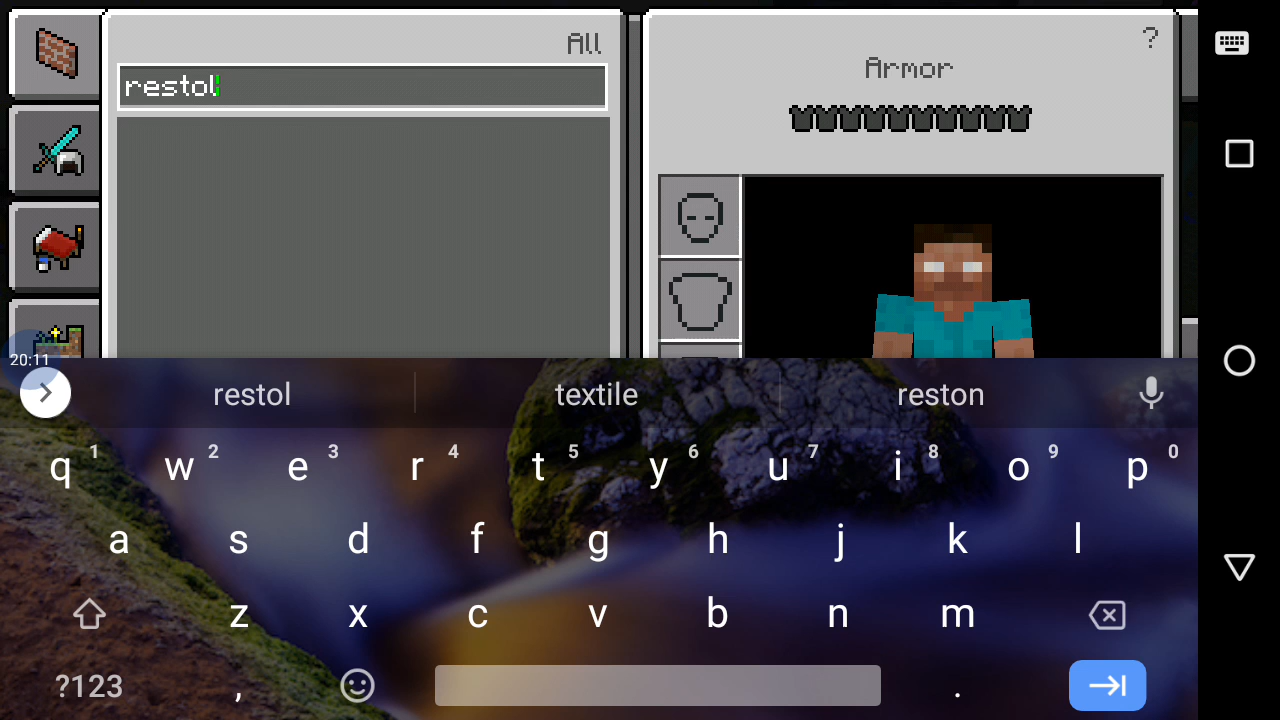 All
restol
?
Armor
20:11
restol textile reston
q 1 w 2 e 3 r 4 t 5 y 6 u 7 i 8 o 9 p 0
a s d f g h j k l
z x c v b n m
?123 , .